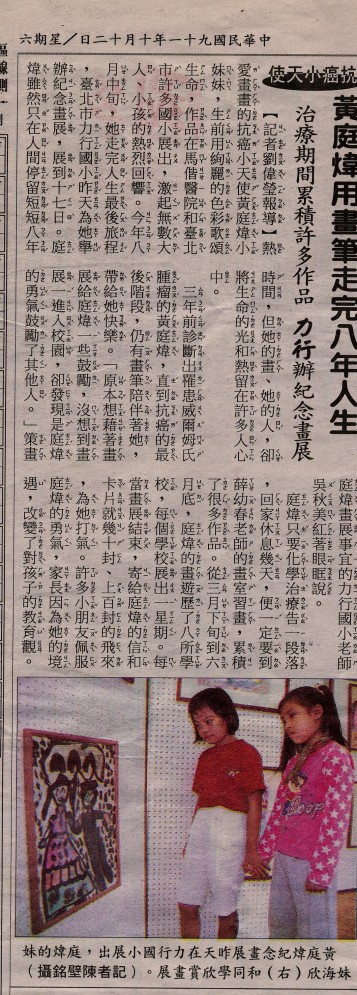 中華民國九十一年十月十二日／星期六
抗癌小天使
黃庭煒用畫筆走完八年人生
治療期間累積許多作品 力行辦紀念畫展
【記者劉偉瑩報導】熱
愛畫畫的抗癌小天使黃庭煒小
妹妹，生前用絢麗的色彩歌頌
生命，作品在馬偕醫院和臺北
市許多國小展出，激起無數大
人、小孩的熱烈回響。今年八
月中旬，她走完人生最後旅程
，臺北市力行國小昨天為她舉
辦紀念畫展，展到十七日。庭
煒雖然只在人間停留短短八年
時間，但她的畫、她的人，卻
將生命的光和熱留在許多人心
中。
三年前診斷出罹患威爾姆氏
腫瘤的黃庭煒，直到抗癌的最
後階段，仍有畫筆陪伴著她，
帶給她快樂。「原本想藉著畫
展給庭煒一些鼓勵，沒想到畫
展一進入校園，卻發現是庭煒
的勇氣鼓勵了其他人。」策畫
庭煒畫展事宜的力行國小老師
吳秋美紅著眼眶說。
庭煒只要化學治療告一段落
，回家休息幾天，便一定要到
薛幼春老師的畫室習畫，累積
了很多作品。從三月下旬到六
月底，庭煒的畫遊歷了八所學
校，每個學校展出一星期。每
當畫展結束，寄給庭煒的信和
卡片就幾十封、上百封的飛來
，為她打氣。許多小朋友佩服
庭煒的勇氣，家長因為她的境
遇，改變了對孩子的教育觀。
黃庭煒紀念畫展昨天在力行國小展出，庭煒的妹
妹海欣（右）和同學欣賞畫展。（記者陳壁銘攝）